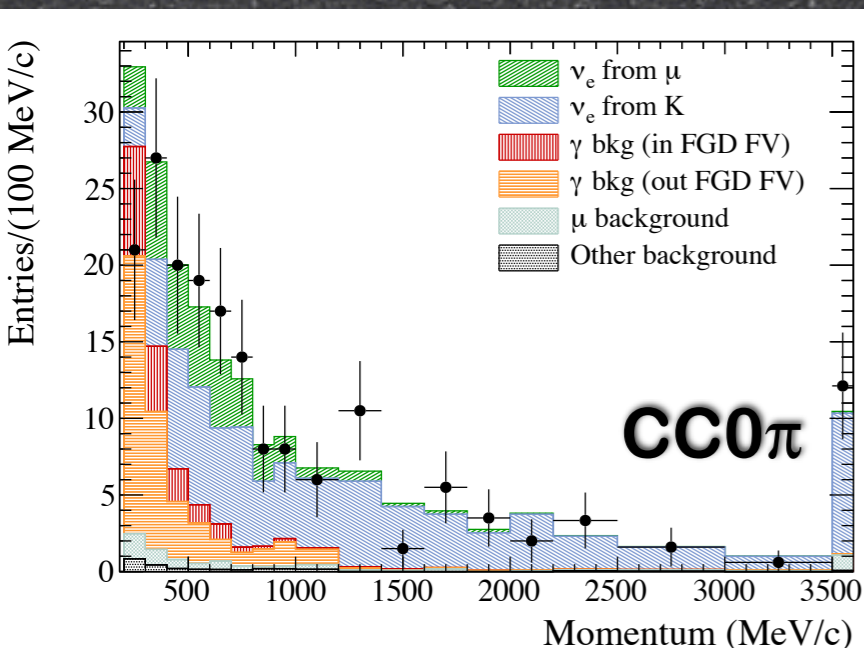 Entries/(100 MeV/c)
30
25
20
15
10
5
0
νₑ from μ
νₑ from K
γ bkg (in FGD FV)
γ bkg (out FGD FV)
μ background
Other background
CC0π
500 1000 1500 2000 2500 3000 3500
Momentum (MeV/c)